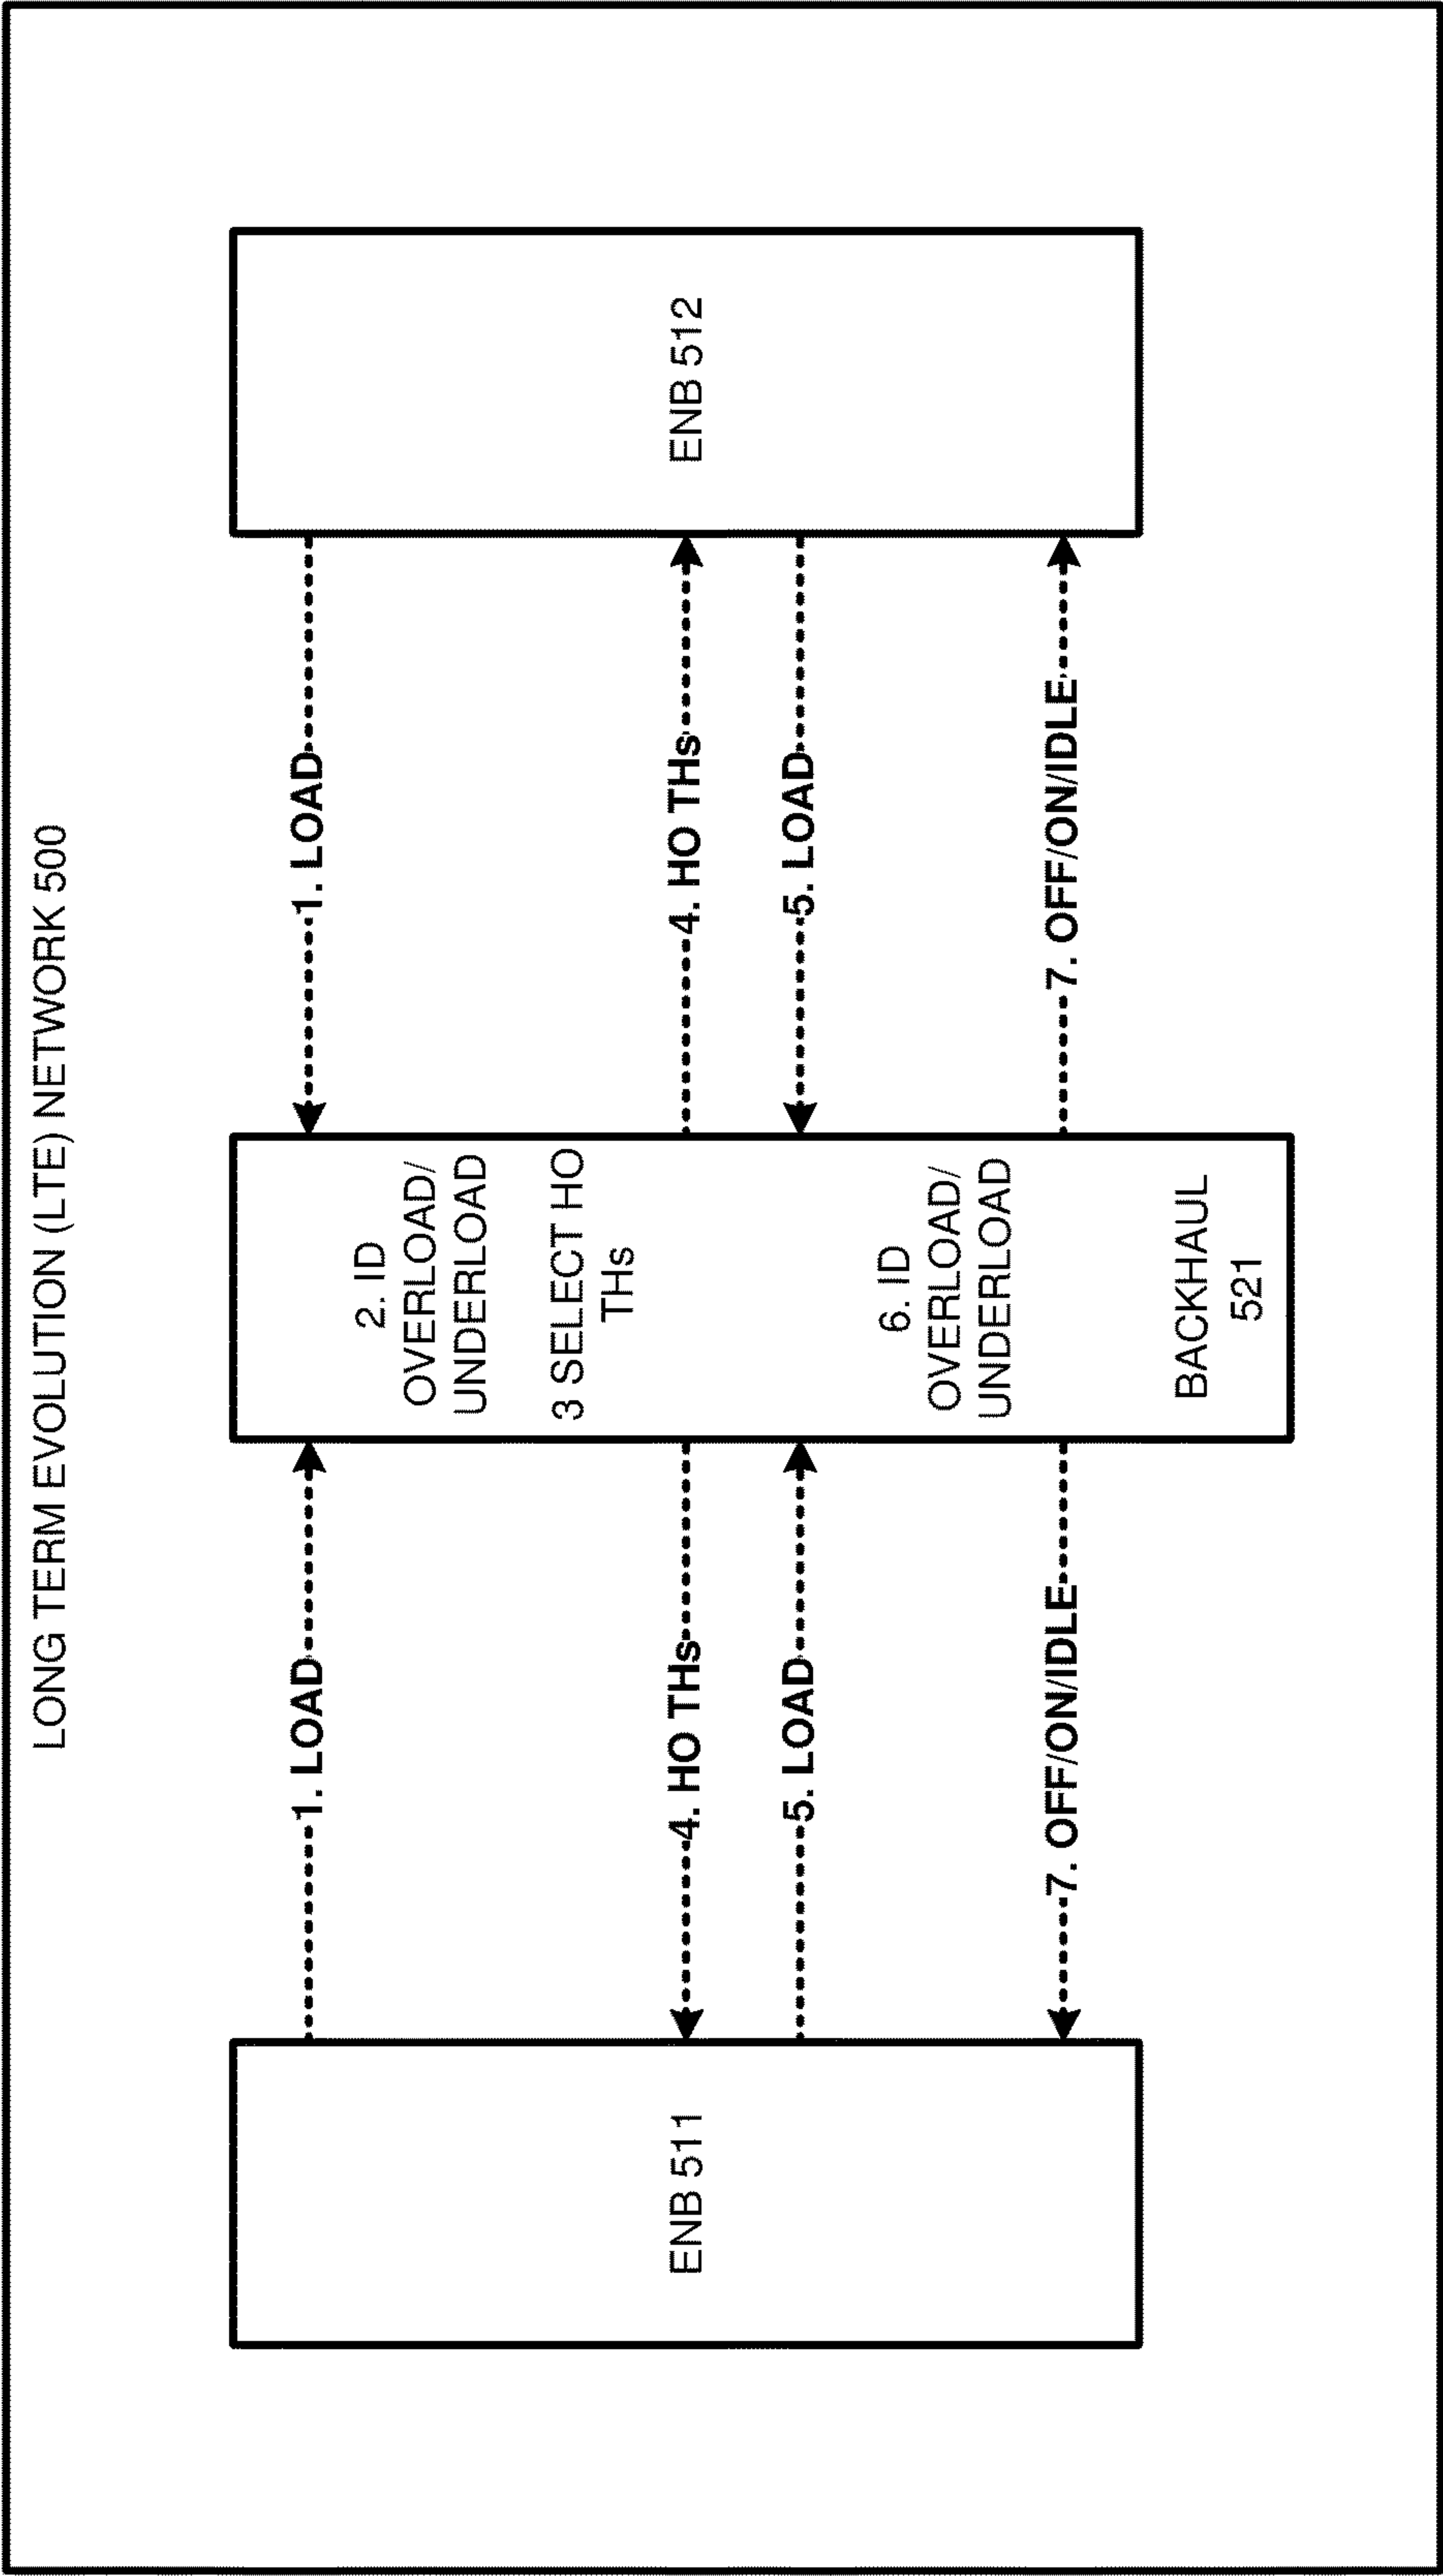 LONG TERM EVOLUTION (LTE) NETWORK 500
1. LOAD
1. LOAD
2. ID
OVERLOAD/
UNDERLOAD
3 SELECT HO
THs
ENB 511
4. HO THs
4. HO THs
ENB 512
5. LOAD
5. LOAD
6. ID
OVERLOAD/
UNDERLOAD
7. OFF/ON/IDLE
7. OFF/ON/IDLE
BACKHAUL
521